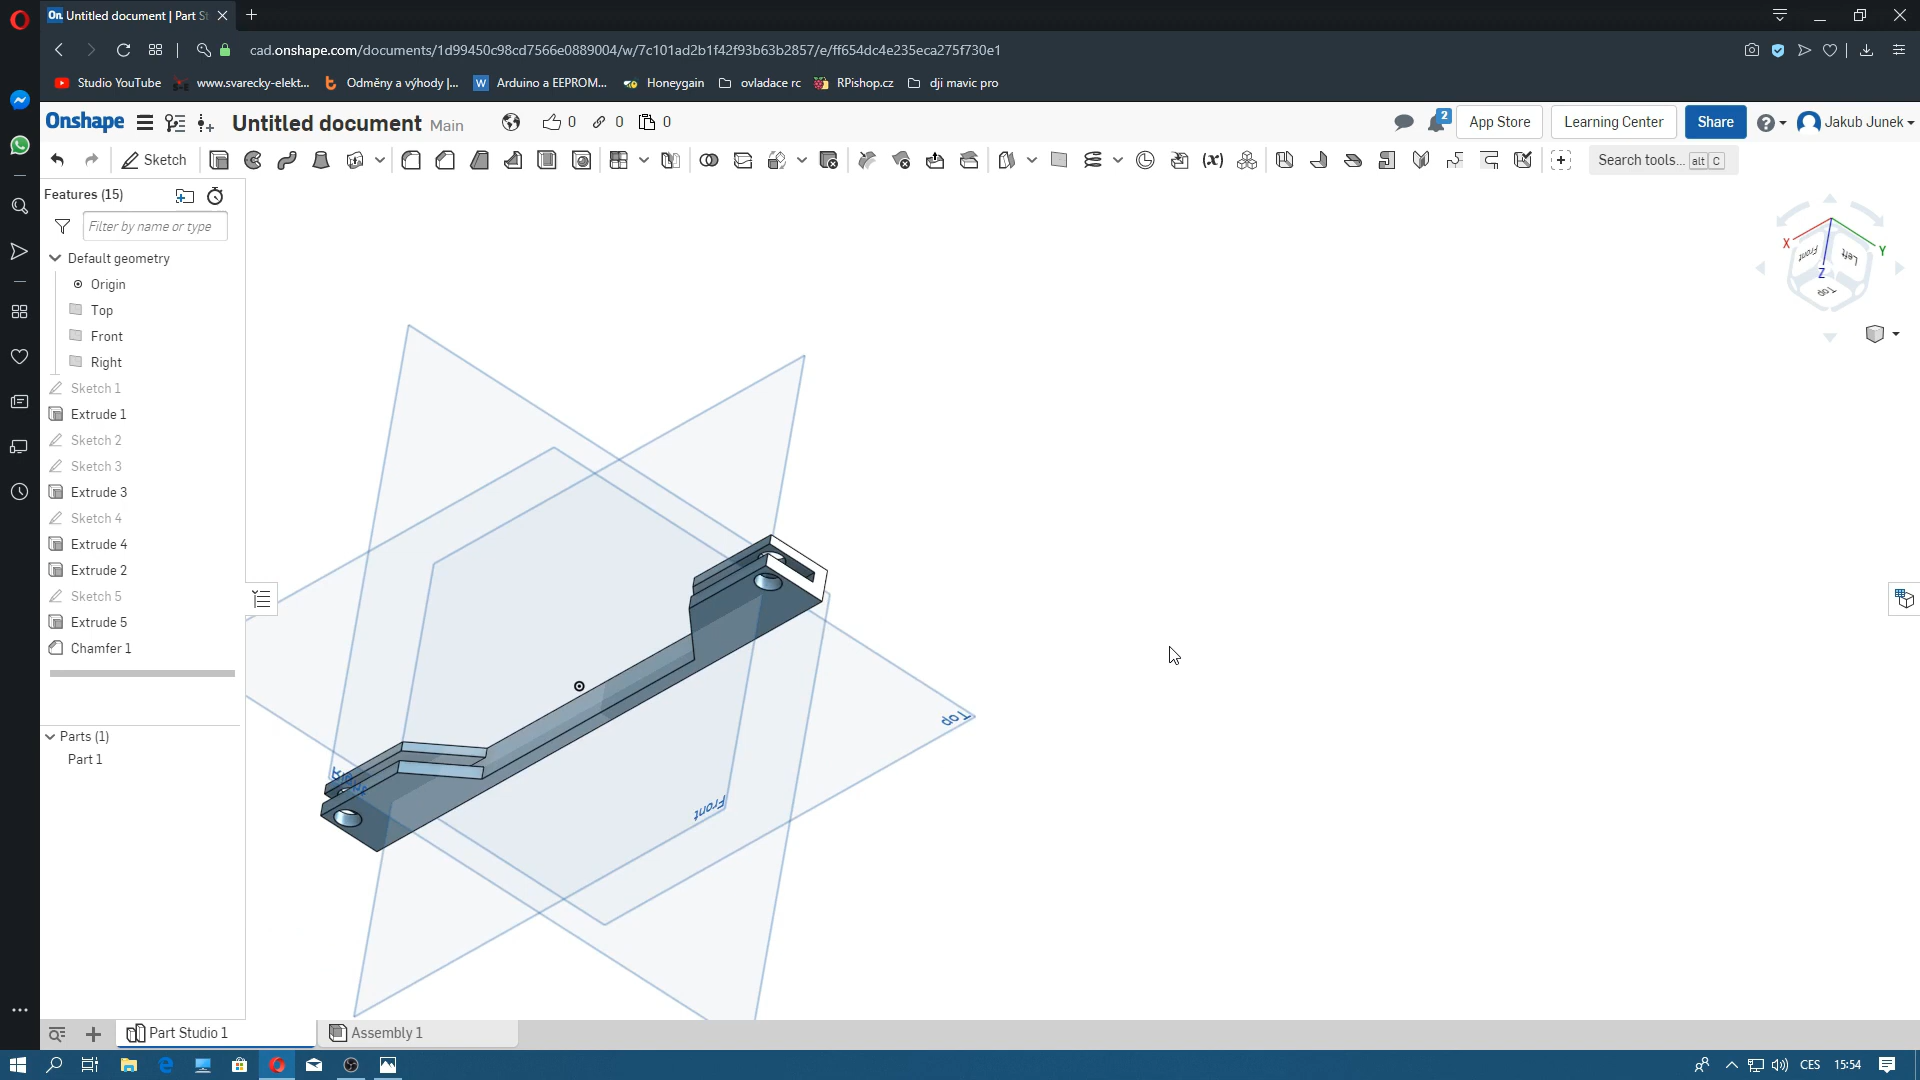 Untitled document | Part St
cad.onshape.com/documents/1d99450c98cd7566e0889004/w/7c101ad2b1f42f93b63b2857/e/ff654dc4e235eca275f730e1
Studio YouTube
www.svarecky-elekt...
Odměny a výhody |...
W Arduino a EEPROM...
Honeygain
ovladace rc
RPishop.cz
dji mavic pro
Onshape
Untitled document Main
0 0 0
2
App Store
Learning Center
Share
Jakub Junek
Sketch
(x)
Search tools... alt C
Features (15)
Filter by name or type
Default geometry
Origin
Top
Front
Right
Sketch 1
Extrude 1
Sketch 2
Sketch 3
Extrude 3
Sketch 4
Extrude 4
Extrude 2
Sketch 5
Extrude 5
Chamfer 1
Parts (1)
Part 1
X Y Z
Front Left Top
Top
Right
Front
Part Studio 1
Assembly 1
CES
15:54